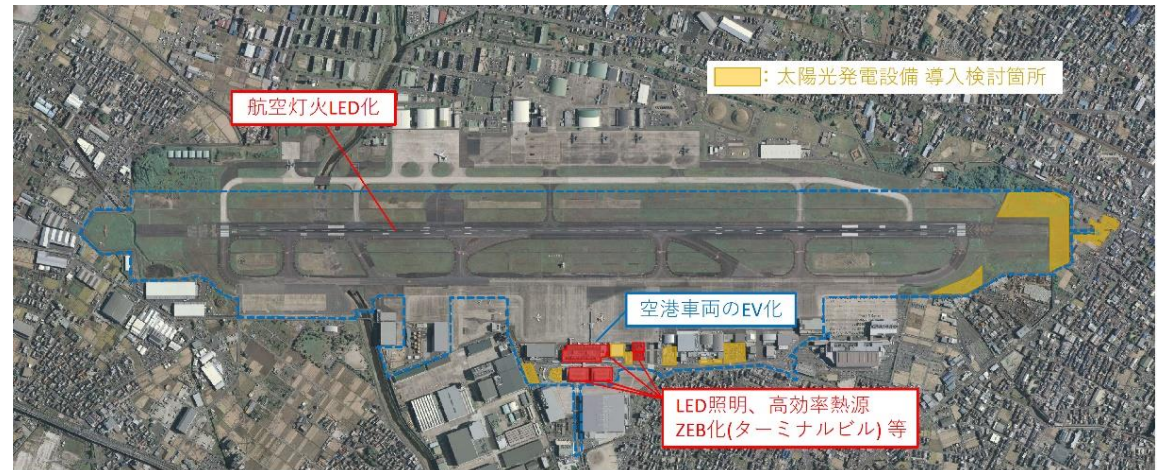 ：太陽光発電設備 導入検討箇所
航空灯火LED化
空港車両のEV化
LED照明、高効率熱源
ZEB化(ターミナルビル) 等